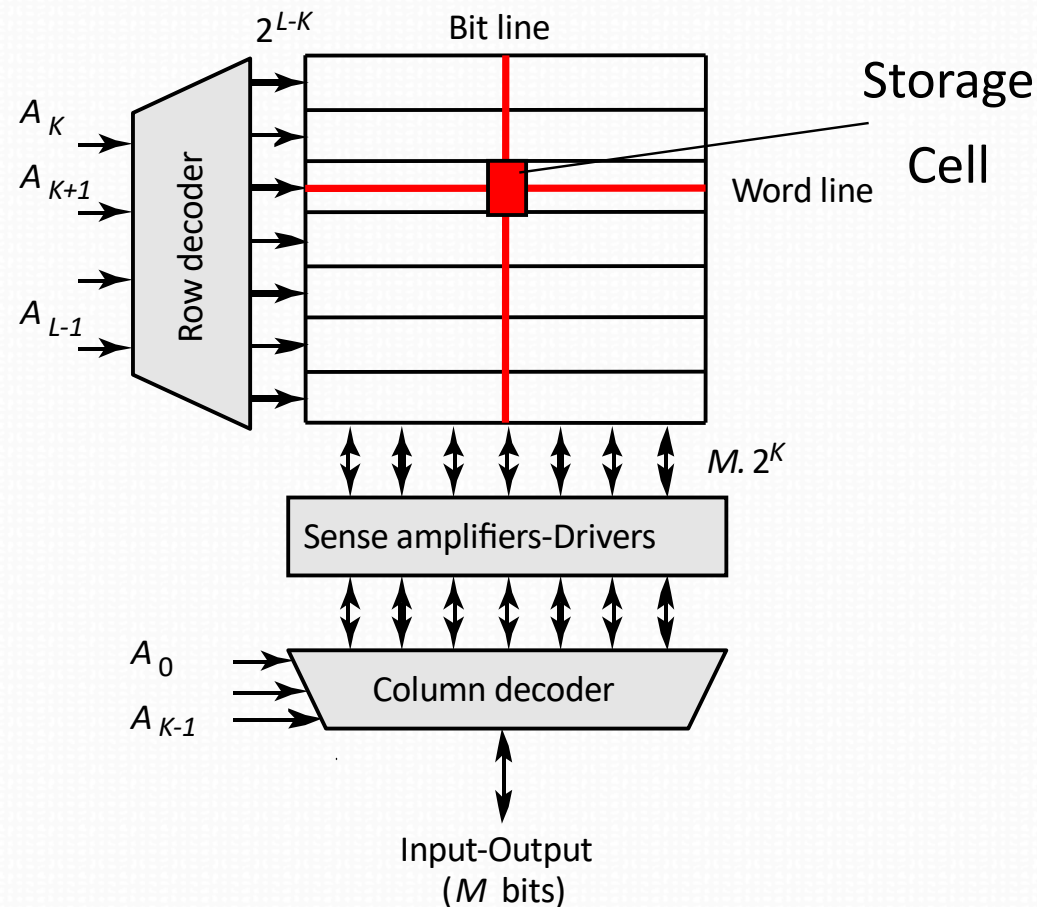 2^{L-K}
Bit line
Storage
Cell
A_K
A_{K+1}
A_{L-1}
Row decoder
Word line
M. 2^K
Sense amplifiers-Drivers
A_0
A_{K-1}
Column decoder
Input-Output
(M bits)